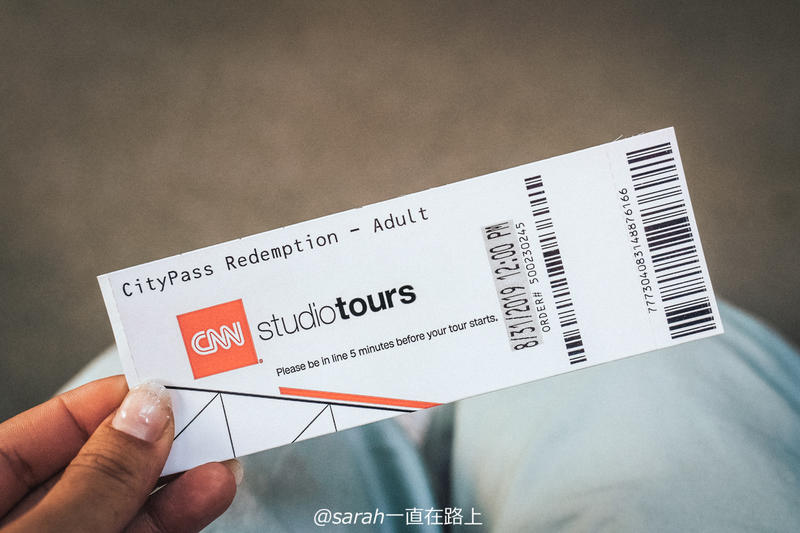 CityPass Redemption - Adult
CNN studiotours
Please be in line 5 minutes before your tour starts.
8/31/2019 12:00 PM
ORDER# 500230245
777304083148876166
@sarah一直在路上